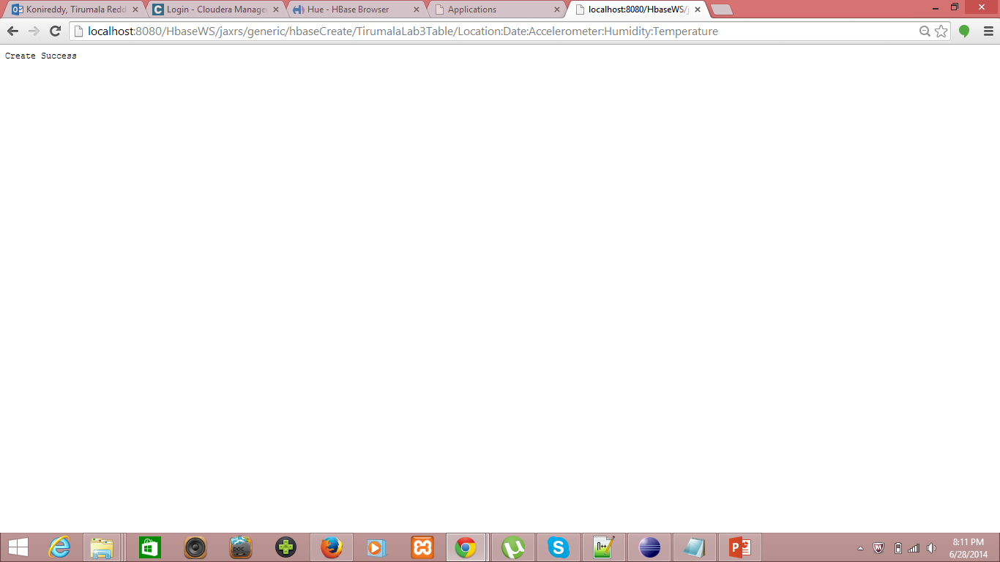 Konireddy, Tirumala Redd
Login - Cloudera Manage
Hue - HBase Browser
Applications
localhost:8080/HbaseWS/j
localhost:8080/HbaseWS/jaxrs/generic/hbaseCreate/TirumalaLab3Table/Location:Date:Accelerometer:Humidity:Temperature
Create Success
DOC
8:11 PM
6/28/2014